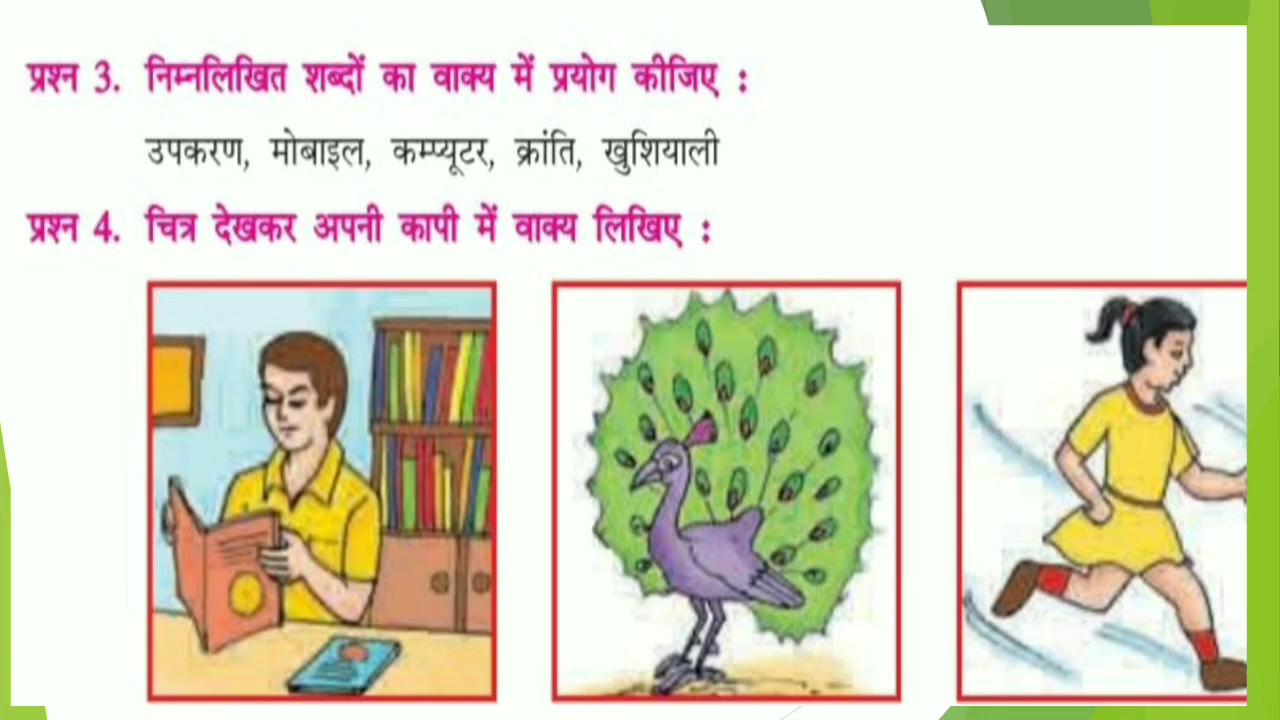 प्रश्न 3. निम्नलिखित शब्दों का वाक्य में प्रयोग कीजिए :
उपकरण, मोबाइल, कम्प्यूटर, क्रांति, खुशियाली
प्रश्न 4. चित्र देखकर अपनी कापी में वाक्य लिखिए :